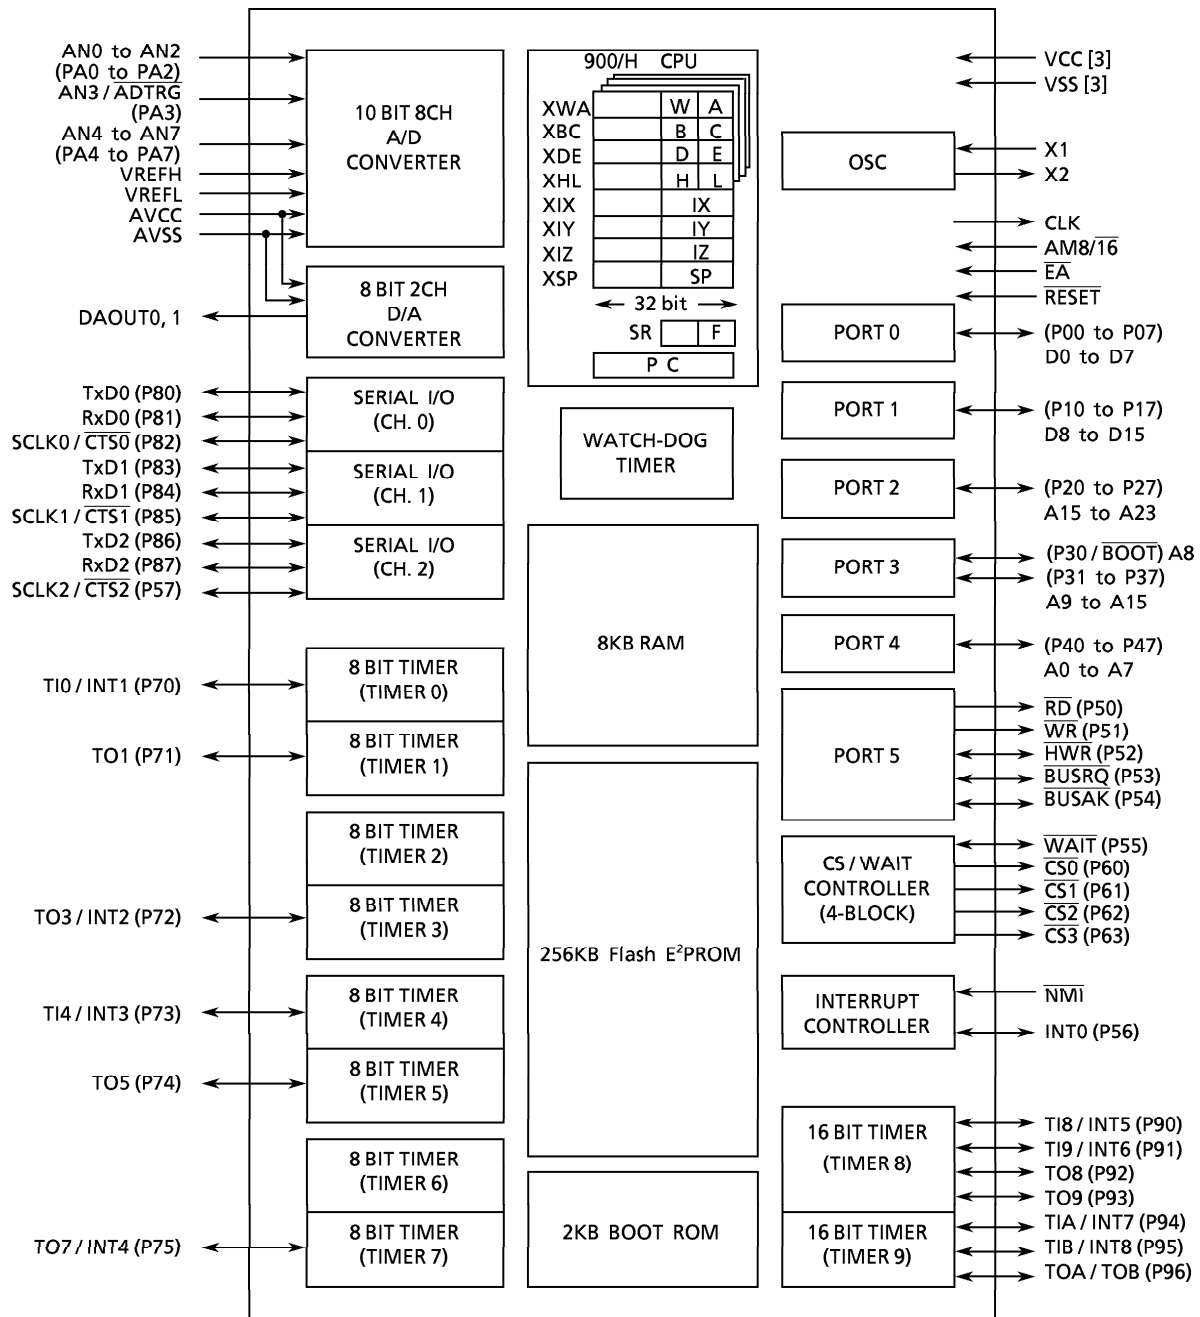 AN0 to AN2
(PA0 to PA2)
AN3 / ADTRG
(PA3)
AN4 to AN7
(PA4 to PA7)
VREFH
VREFL
AVCC
AVSS
DAOUT0, 1
TxD0 (P80)
RxD0 (P81)
SCLK0 / CTS0 (P82)
TxD1 (P83)
RxD1 (P84)
SCLK1 / CTS1 (P85)
TxD2 (P86)
RxD2 (P87)
SCLK2 / CTS2 (P57)
TI0 / INT1 (P70)
TO1 (P71)
TO3 / INT2 (P72)
TI4 / INT3 (P73)
TO5 (P74)
TO7 / INT4 (P75)
10 BIT 8CH
A/D
CONVERTER
8 BIT 2CH
D/A
CONVERTER
SERIAL I/O
(CH. 0)
SERIAL I/O
(CH. 1)
SERIAL I/O
(CH. 2)
8 BIT TIMER
(TIMER 0)
8 BIT TIMER
(TIMER 1)
8 BIT TIMER
(TIMER 2)
8 BIT TIMER
(TIMER 3)
8 BIT TIMER
(TIMER 4)
8 BIT TIMER
(TIMER 5)
8 BIT TIMER
(TIMER 6)
8 BIT TIMER
(TIMER 7)
900/H CPU
XWA W A
XBC B C
XDE D E
XHL H L
XIX IX
XIY IY
XIZ IZ
XSP SP
32 bit
SR F
P C
WATCH-DOG
TIMER
8KB RAM
256KB Flash E²PROM
2KB BOOT ROM
OSC
PORT 0
PORT 1
PORT 2
PORT 3
PORT 4
PORT 5
CS / WAIT
CONTROLLER
(4-BLOCK)
INTERRUPT
CONTROLLER
16 BIT TIMER
(TIMER 8)
16 BIT TIMER
(TIMER 9)
VCC [3]
VSS [3]
X1
X2
CLK
AM8/16
EA
RESET
(P00 to P07)
D0 to D7
(P10 to P17)
D8 to D15
(P20 to P27)
A15 to A23
(P30 / BOOT) A8
(P31 to P37)
A9 to A15
(P40 to P47)
A0 to A7
RD (P50)
WR (P51)
HWR (P52)
BUSRQ (P53)
BUSAK (P54)
WAIT (P55)
CS0 (P60)
CS1 (P61)
CS2 (P62)
CS3 (P63)
NMI
INT0 (P56)
TI8 / INT5 (P90)
TI9 / INT6 (P91)
TO8 (P92)
TO9 (P93)
TIA / INT7 (P94)
TIB / INT8 (P95)
TOA / TOB (P96)